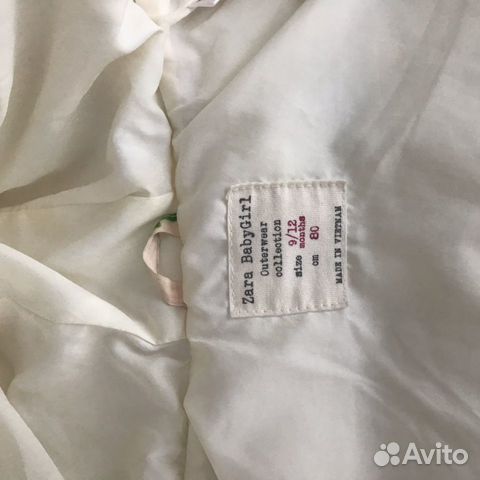 Zara BabyGirl
Outerwear
collection
size 9/12
months
cm 80
MADE IN VIETNAM
Avito